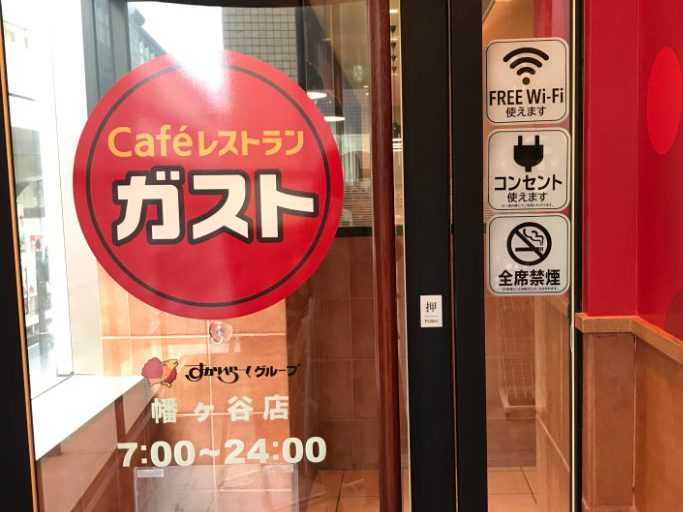 Caféレストラン
ガスト
すかいらーくグループ
幡ヶ谷店
7:00~24:00
押
PUSH
FREE Wi-Fi
使えます
コンセント
使えます
全席禁煙